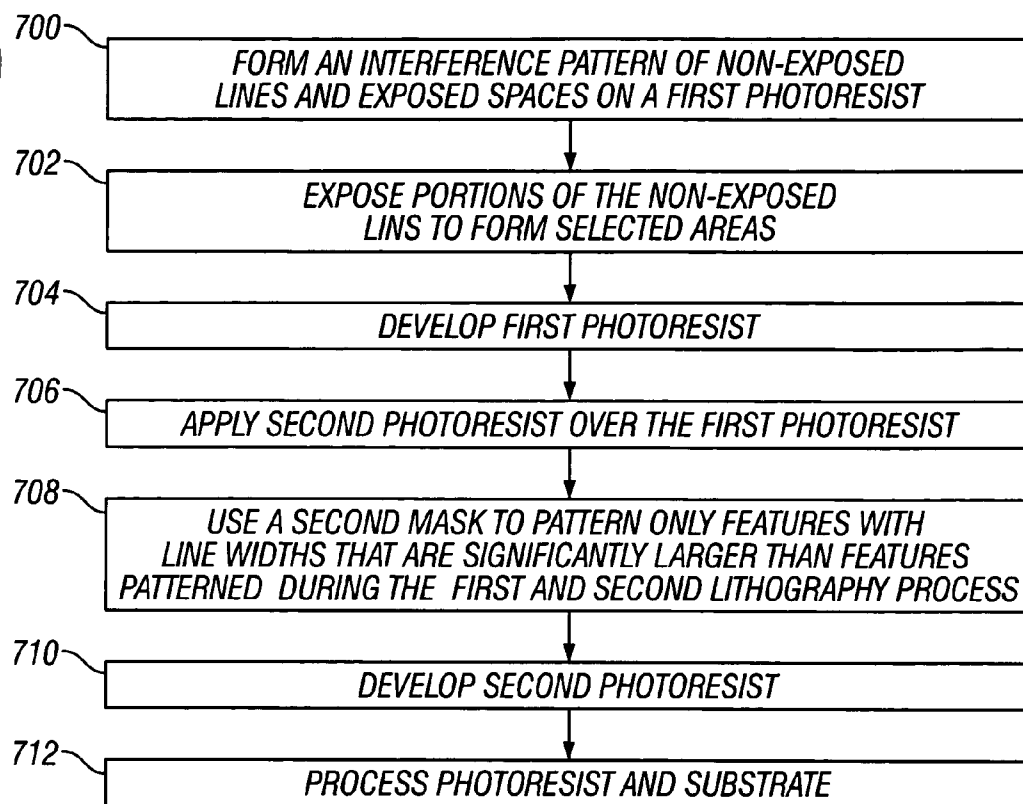 700
FORM AN INTERFERENCE PATTERN OF NON-EXPOSED
LINES AND EXPOSED SPACES ON A FIRST PHOTORESIST
702
EXPOSE PORTIONS OF THE NON-EXPOSED
LINS TO FORM SELECTED AREAS
704
DEVELOP FIRST PHOTORESIST
706
APPLY SECOND PHOTORESIST OVER THE FIRST PHOTORESIST
708
USE A SECOND MASK TO PATTERN ONLY FEATURES WITH
LINE WIDTHS THAT ARE SIGNIFICANTLY LARGER THAN FEATURES
PATTERNED DURING THE FIRST AND SECOND LITHOGRAPHY PROCESS
710
DEVELOP SECOND PHOTORESIST
712
PROCESS PHOTORESIST AND SUBSTRATE